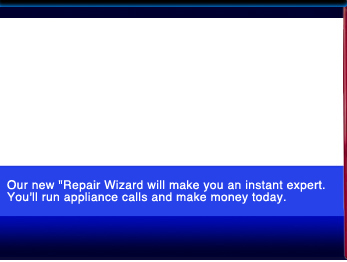 Our new "Repair Wizard will make you an instant expert.
You'll run appliance calls and make money today.